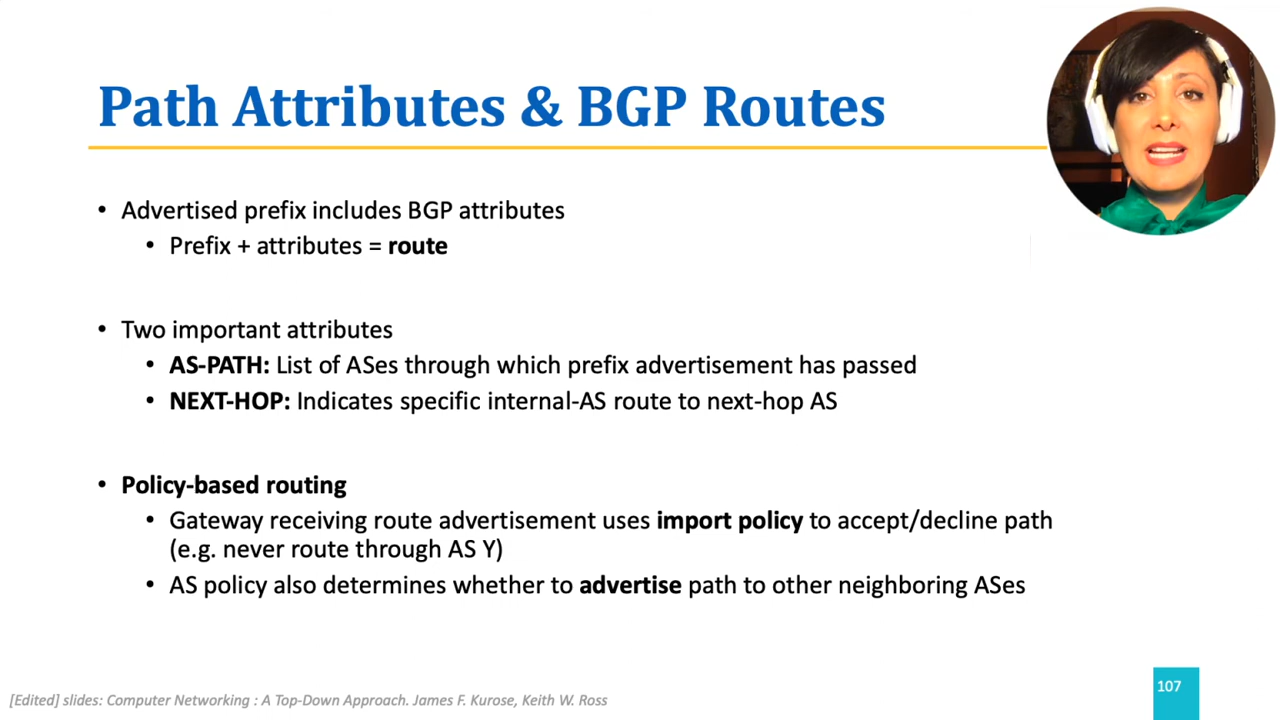 Path Attributes & BGP Routes
• Advertised prefix includes BGP attributes
• Prefix + attributes = route
• Two important attributes
• AS-PATH: List of ASes through which prefix advertisement has passed
• NEXT-HOP: Indicates specific internal-AS route to next-hop AS
• Policy-based routing
• Gateway receiving route advertisement uses import policy to accept/decline path
(e.g. never route through AS Y)
• AS policy also determines whether to advertise path to other neighboring ASes
[Edited] slides: Computer Networking : A Top-Down Approach. James F. Kurose, Keith W. Ross
107